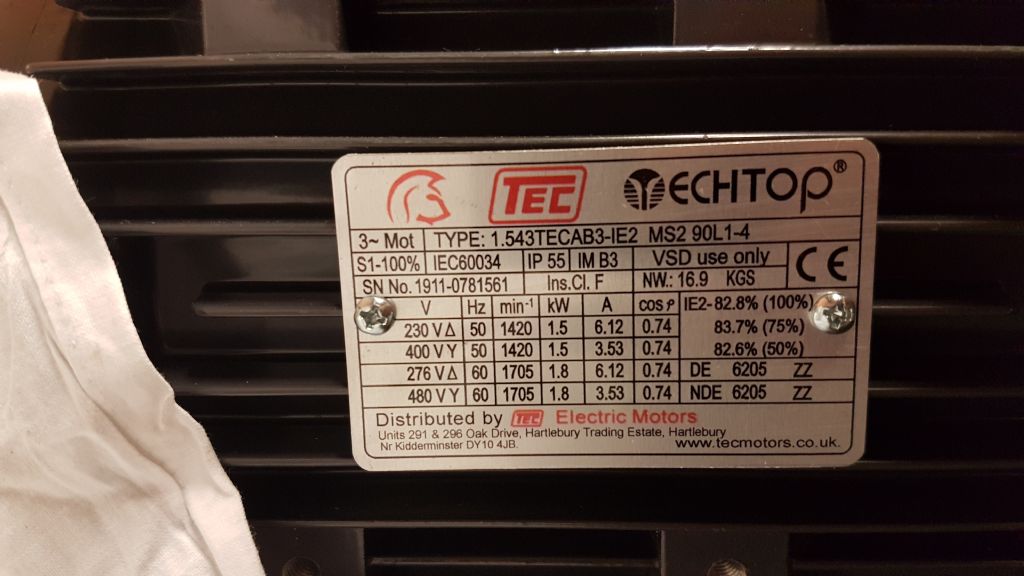 TEC TECHTOP®
3~ Mot TYPE: 1.543TECAB3-IE2 MS2 90L1-4
S1-100% IEC60034 IP 55 IM B3 VSD use only CE
SN No. 1911-0781561 Ins.Cl. F NW.: 16.9 KGS
V Hz min⁻¹ kW A cos φ IE2- 82.8% (100%)
230 V Δ 50 1420 1.5 6.12 0.74 83.7% (75%)
400 V Y 50 1420 1.5 3.53 0.74 82.6% (50%)
276 V Δ 60 1705 1.8 6.12 0.74 DE 6205 ZZ
480 V Y 60 1705 1.8 3.53 0.74 NDE 6205 ZZ
Distributed by TEC Electric Motors
Units 291 & 296 Oak Drive, Hartlebury Trading Estate, Hartlebury
Nr Kidderminster DY10 4JB. www.tecmotors.co.uk.